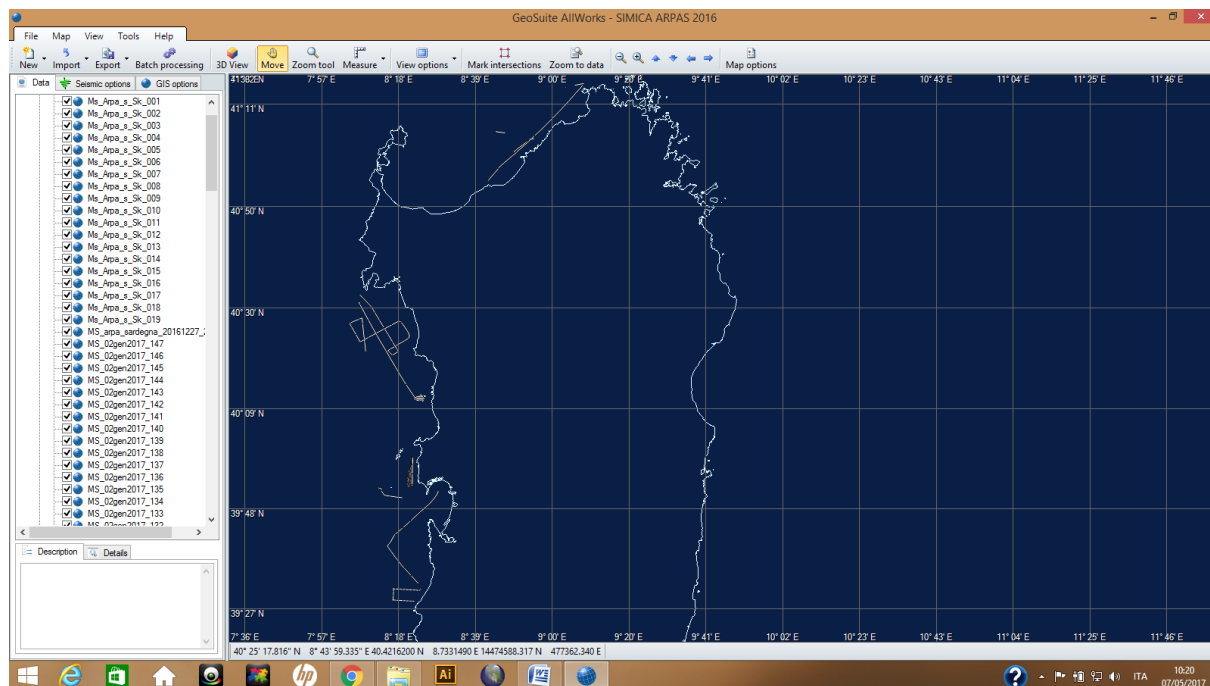 GeoSuite AllWorks - SIMICA ARPAS 2016
File Map View Tools Help
New Import Export Batch processing 3D View Move Zoom tool Measure View options Mark intersections Zoom to data Map options
Data Seismic options GIS options
Ms_Arpa_s_Sk_001
Ms_Arpa_s_Sk_002
Ms_Arpa_s_Sk_003
Ms_Arpa_s_Sk_004
Ms_Arpa_s_Sk_005
Ms_Arpa_s_Sk_006
Ms_Arpa_s_Sk_007
Ms_Arpa_s_Sk_008
Ms_Arpa_s_Sk_009
Ms_Arpa_s_Sk_010
Ms_Arpa_s_Sk_011
Ms_Arpa_s_Sk_012
Ms_Arpa_s_Sk_013
Ms_Arpa_s_Sk_014
Ms_Arpa_s_Sk_015
Ms_Arpa_s_Sk_016
Ms_Arpa_s_Sk_017
Ms_Arpa_s_Sk_018
Ms_Arpa_s_Sk_019
MS_arpa_sardegna_20161227_
MS_02gen2017_147
MS_02gen2017_146
MS_02gen2017_145
MS_02gen2017_144
MS_02gen2017_143
MS_02gen2017_142
MS_02gen2017_141
MS_02gen2017_140
MS_02gen2017_139
MS_02gen2017_138
MS_02gen2017_137
MS_02gen2017_136
MS_02gen2017_135
MS_02gen2017_134
MS_02gen2017_133
MS_02gen2017_132
Description Details
7° 57' E 8° 18' E 8° 39' E 9° 00' E 9° 20' E 9° 41' E 10° 02' E 10° 23' E 10° 43' E 11° 04' E 11° 25' E 11° 46' E
41° 11' N
40° 50' N
40° 30' N
40° 09' N
39° 48' N
39° 27' N
7° 36' E 7° 57' E 8° 18' E 8° 39' E 9° 00' E 9° 20' E 9° 41' E 10° 02' E 10° 23' E 10° 43' E 11° 04' E 11° 25' E 11° 46' E
40° 25' 17.816" N 8° 43' 59.335" E 40.4216200 N 8.7331490 E 14474588.317 N 477362.340 E
hp Ai W ? ITA 10:20
07/05/2017